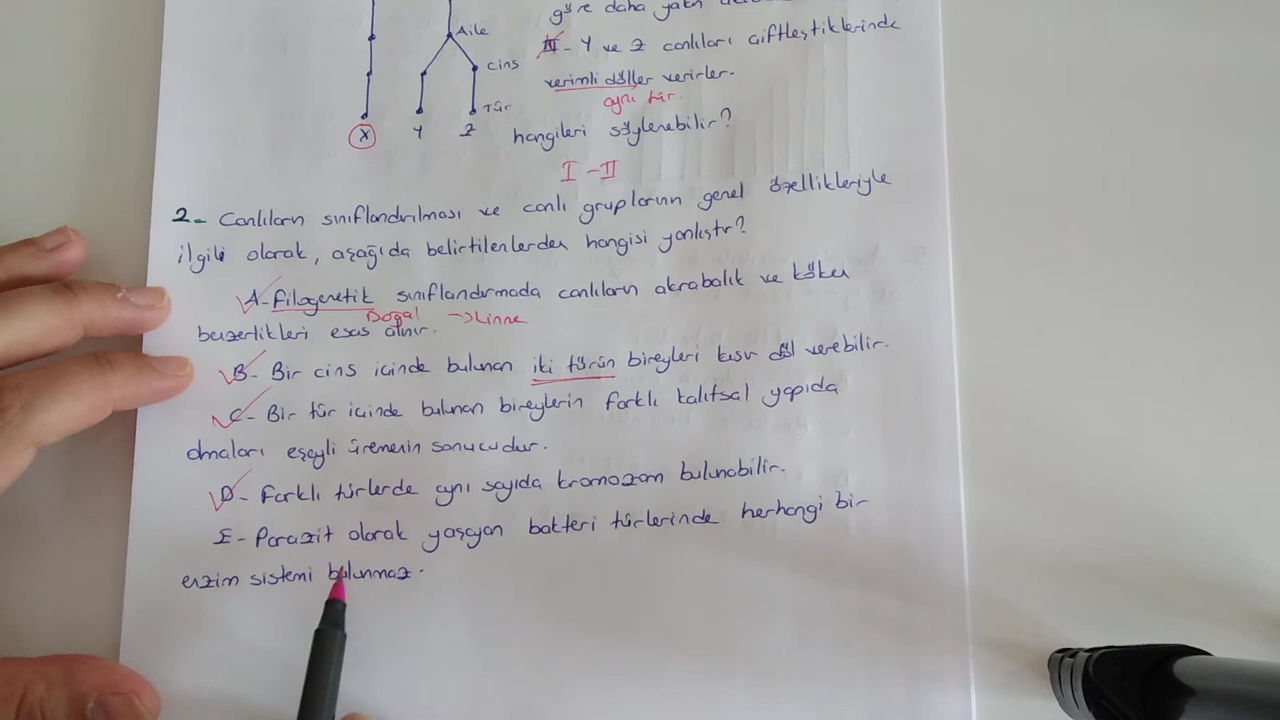 göre daha yakın
Aile
III- Y ve Z canlıları çiftleştiklerinde
cins
verimli döller verirler.
aynı tür.
Tür
X Y Z
hangileri söylenebilir?
I - II
2- Canlıların sınıflandırılması ve canlı gruplarının genel özellikleriyle
ilgili olarak, aşağıda belirtilenlerden hangisi yanlıştır?
A- Filogenetik sınıflandırmada canlıların akrabalık ve köken
Doğal → Linne
benzerlikleri esas alınır.
B- Bir cins içinde bulunan iki türün bireyleri kısır döl verebilir.
C- Bir tür içinde bulunan bireylerin farklı kalıtsal yapıda
olmaları eşeyli üremenin sonucudur.
D- Farklı türlerde aynı sayıda kromozom bulunabilir.
E- Parazit olarak yaşayan bakteri türlerinde herhangi bir
enzim sistemi bulunmaz.